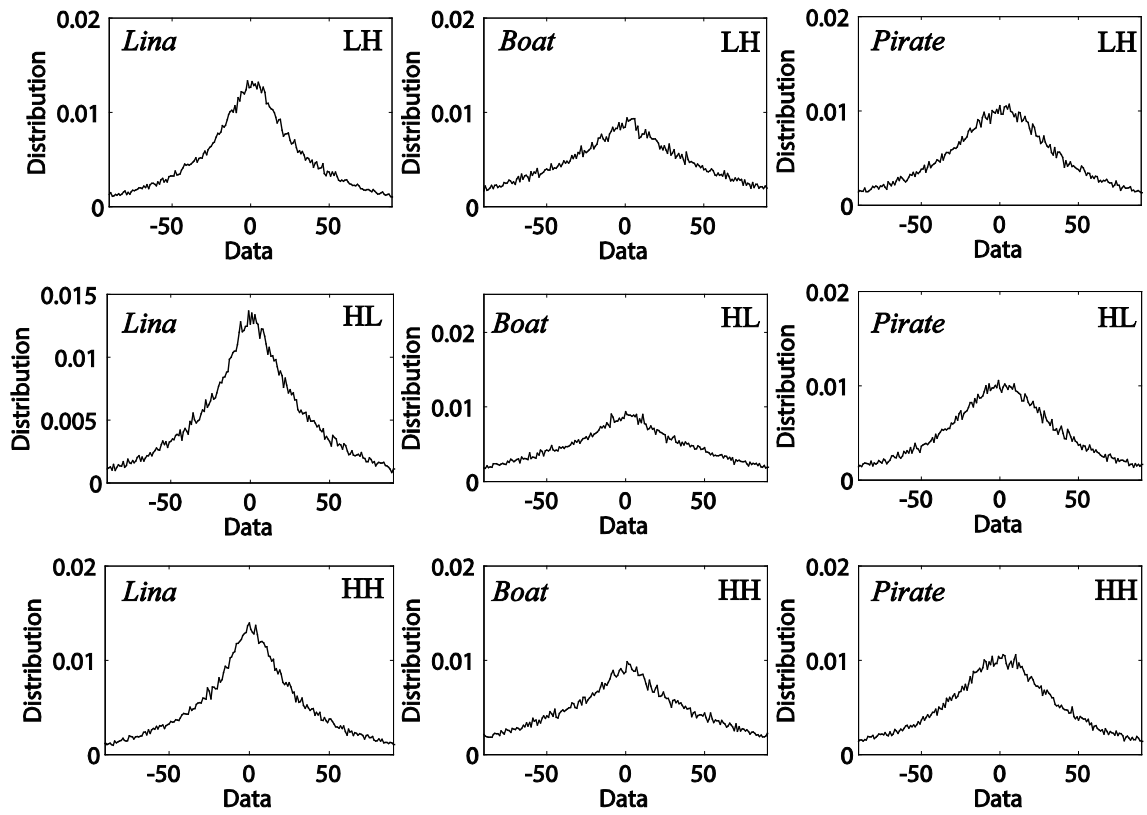 0.02
Lina LH
0.01
Distribution
0
-50 0 50
Data
0.02
Boat LH
0.01
Distribution
0
-50 0 50
Data
0.02
Pirate LH
0.01
Distribution
0
-50 0 50
Data
0.015
Lina HL
0.01
Distribution
0.005
0
-50 0 50
Data
Boat HL
0.02
Distribution
0.01
0
-50 0 50
Data
0.02
Pirate HL
0.01
Distribution
0
-50 0 50
Data
0.02
Lina HH
0.01
Distribution
0
-50 0 50
Data
0.02
Boat HH
0.01
Distribution
0
-50 0 50
Data
0.02
Pirate HH
0.01
Distribution
0
-50 0 50
Data